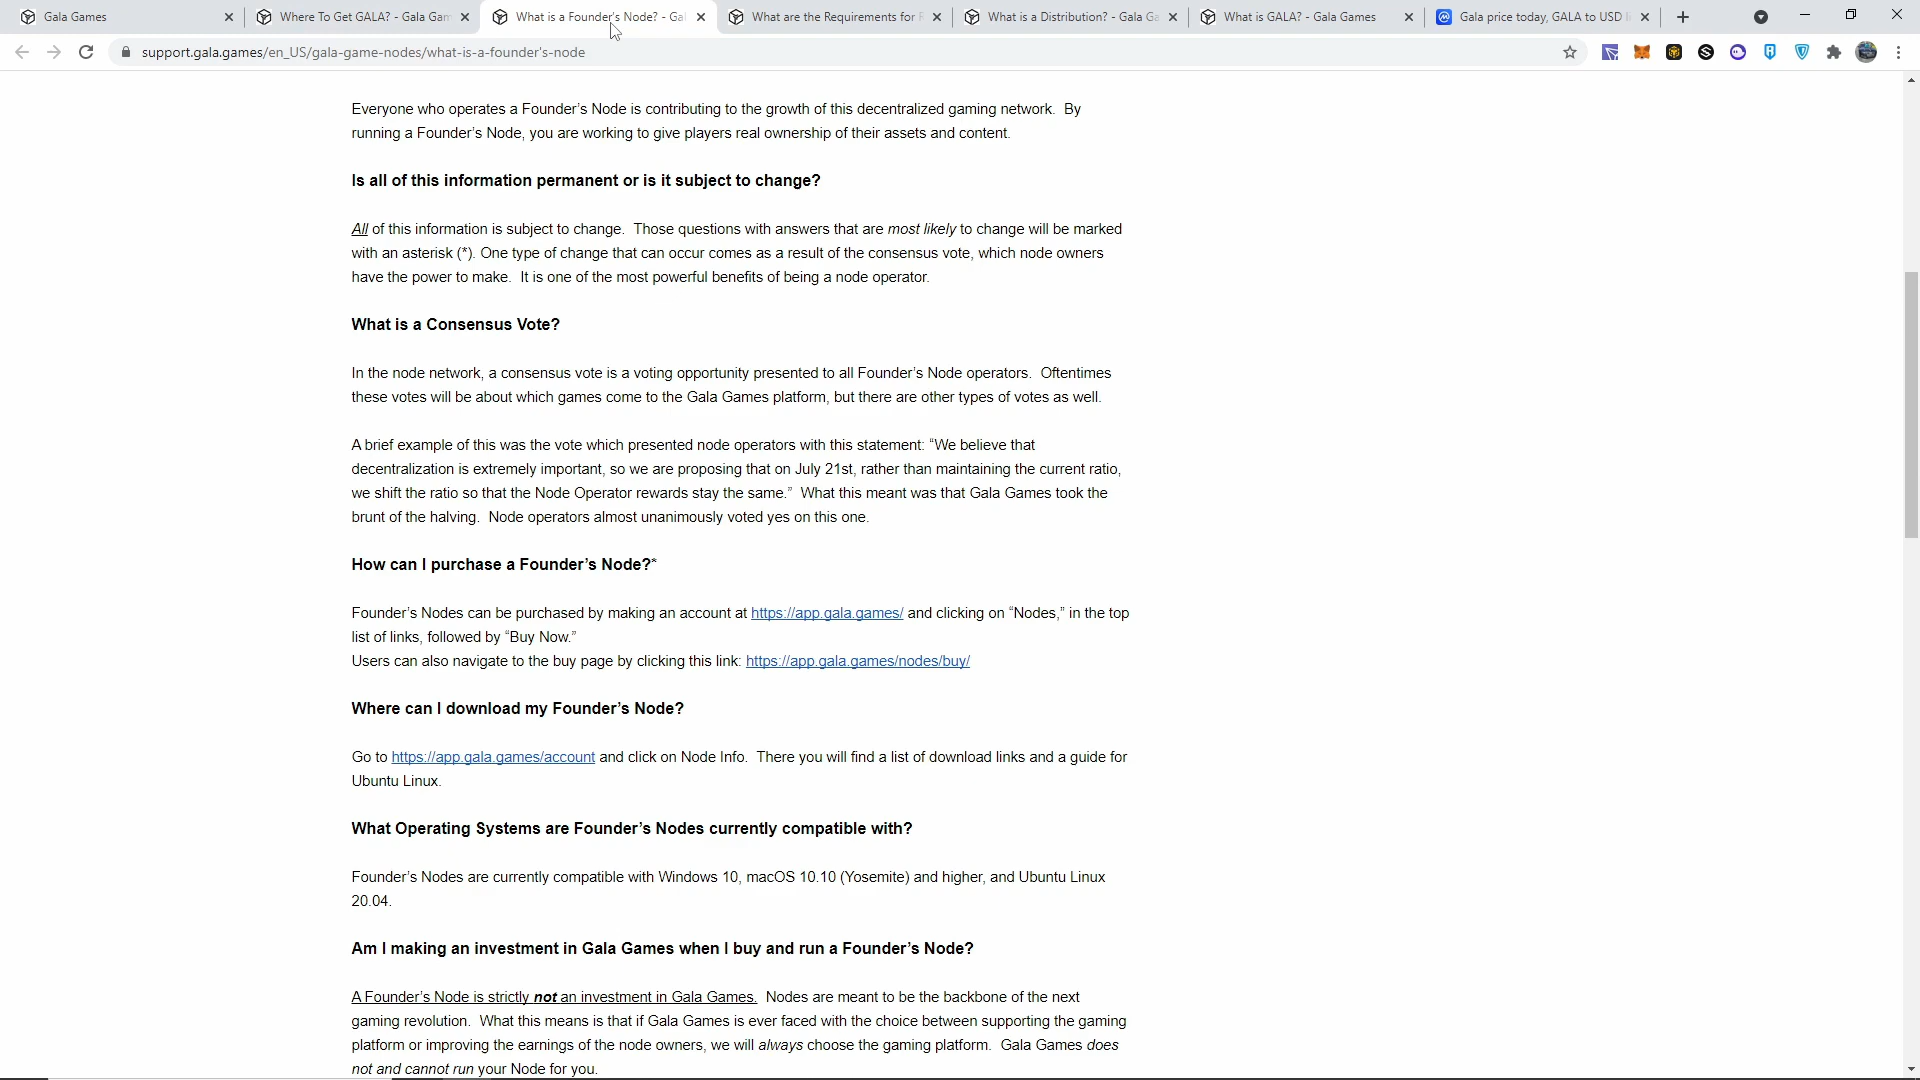 Gala Games
Where To Get GALA? - Gala Gam
What is a Founder's Node? - Gal
What are the Requirements for F
What is a Distribution? - Gala Ga
What is GALA? - Gala Games
Gala price today, GALA to USD li
support.gala.games/en_US/gala-game-nodes/what-is-a-founder's-node
Everyone who operates a Founder’s Node is contributing to the growth of this decentralized gaming network.  By
running a Founder’s Node, you are working to give players real ownership of their assets and content.
Is all of this information permanent or is it subject to change?
All of this information is subject to change.  Those questions with answers that are most likely to change will be marked
with an asterisk (*). One type of change that can occur comes as a result of the consensus vote, which node owners
have the power to make.  It is one of the most powerful benefits of being a node operator.
What is a Consensus Vote?
In the node network, a consensus vote is a voting opportunity presented to all Founder’s Node operators.  Oftentimes
these votes will be about which games come to the Gala Games platform, but there are other types of votes as well.
A brief example of this was the vote which presented node operators with this statement: “We believe that
decentralization is extremely important, so we are proposing that on July 21st, rather than maintaining the current ratio,
we shift the ratio so that the Node Operator rewards stay the same.”  What this meant was that Gala Games took the
brunt of the halving.  Node operators almost unanimously voted yes on this one.
How can I purchase a Founder’s Node?*
Founder’s Nodes can be purchased by making an account at https://app.gala.games/ and clicking on “Nodes,” in the top
list of links, followed by “Buy Now.”
Users can also navigate to the buy page by clicking this link: https://app.gala.games/nodes/buy/
Where can I download my Founder’s Node?
Go to https://app.gala.games/account and click on Node Info.  There you will find a list of download links and a guide for
Ubuntu Linux.
What Operating Systems are Founder’s Nodes currently compatible with?
Founder’s Nodes are currently compatible with Windows 10, macOS 10.10 (Yosemite) and higher, and Ubuntu Linux
20.04.
Am I making an investment in Gala Games when I buy and run a Founder’s Node?
A Founder’s Node is strictly not an investment in Gala Games.  Nodes are meant to be the backbone of the next
gaming revolution.  What this means is that if Gala Games is ever faced with the choice between supporting the gaming
platform or improving the earnings of the node owners, we will always choose the gaming platform.  Gala Games does
not and cannot run your Node for you.